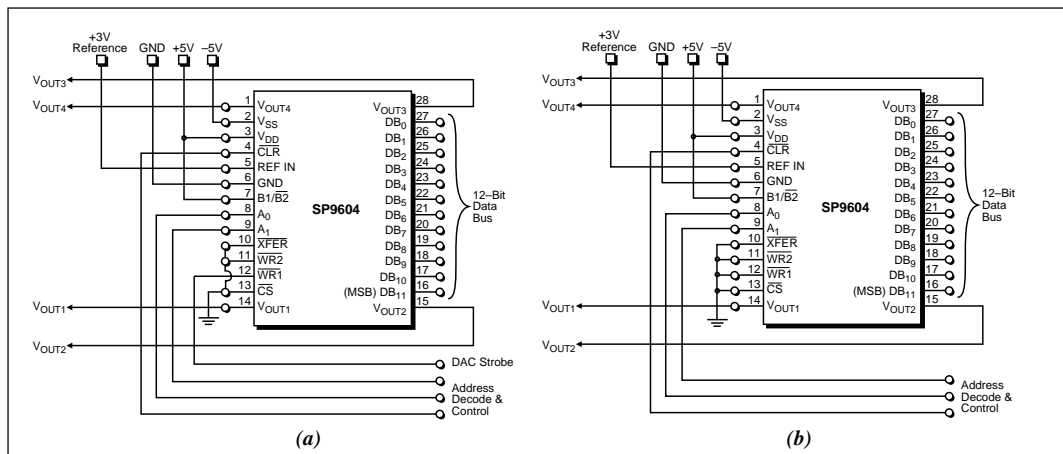 +3V
Reference
GND
+5V
–5V
VOUT3
VOUT4
1
2
3
4
5
6
7
8
9
10
11
12
13
14
VOUT4
VSS
VDD
CLR
REF IN
GND
B1/B2
A0
A1
XFER
WR2
WR1
CS
VOUT1
SP9604
VOUT3
DB0
DB1
DB2
DB3
DB4
DB5
DB6
DB7
DB8
DB9
DB10
(MSB) DB11
VOUT2
28
27
26
25
24
23
22
21
20
19
18
17
16
15
12–Bit
Data
Bus
VOUT1
VOUT2
DAC Strobe
Address
Decode &
Control
(a)
+3V
Reference
GND
+5V
–5V
VOUT3
VOUT4
1
2
3
4
5
6
7
8
9
10
11
12
13
14
VOUT4
VSS
VDD
CLR
REF IN
GND
B1/B2
A0
A1
XFER
WR2
WR1
CS
VOUT1
SP9604
VOUT3
DB0
DB1
DB2
DB3
DB4
DB5
DB6
DB7
DB8
DB9
DB10
(MSB) DB11
VOUT2
28
27
26
25
24
23
22
21
20
19
18
17
16
15
12–Bit
Data
Bus
VOUT1
VOUT2
Address
Decode &
Control
(b)